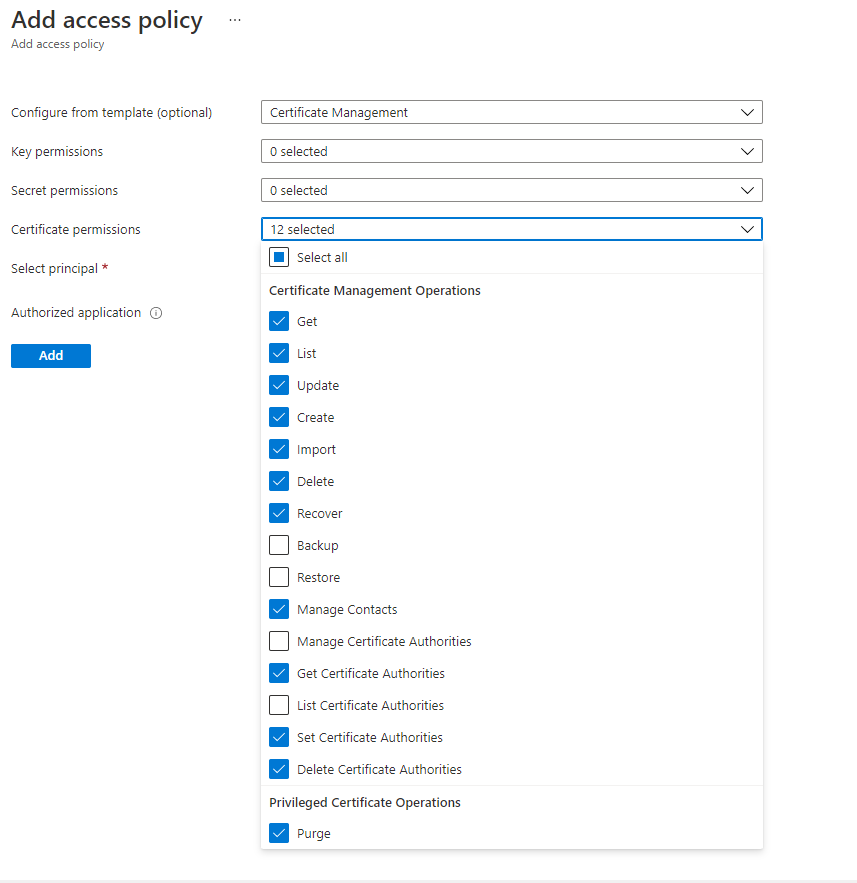 Add access policy ...
Add access policy
Configure from template (optional) Certificate Management
Key permissions 0 selected
Secret permissions 0 selected
Certificate permissions 12 selected
Select all
Select principal *
Certificate Management Operations
Authorized application
Get
Add
List
Update
Create
Import
Delete
Recover
Backup
Restore
Manage Contacts
Manage Certificate Authorities
Get Certificate Authorities
List Certificate Authorities
Set Certificate Authorities
Delete Certificate Authorities
Privileged Certificate Operations
Purge